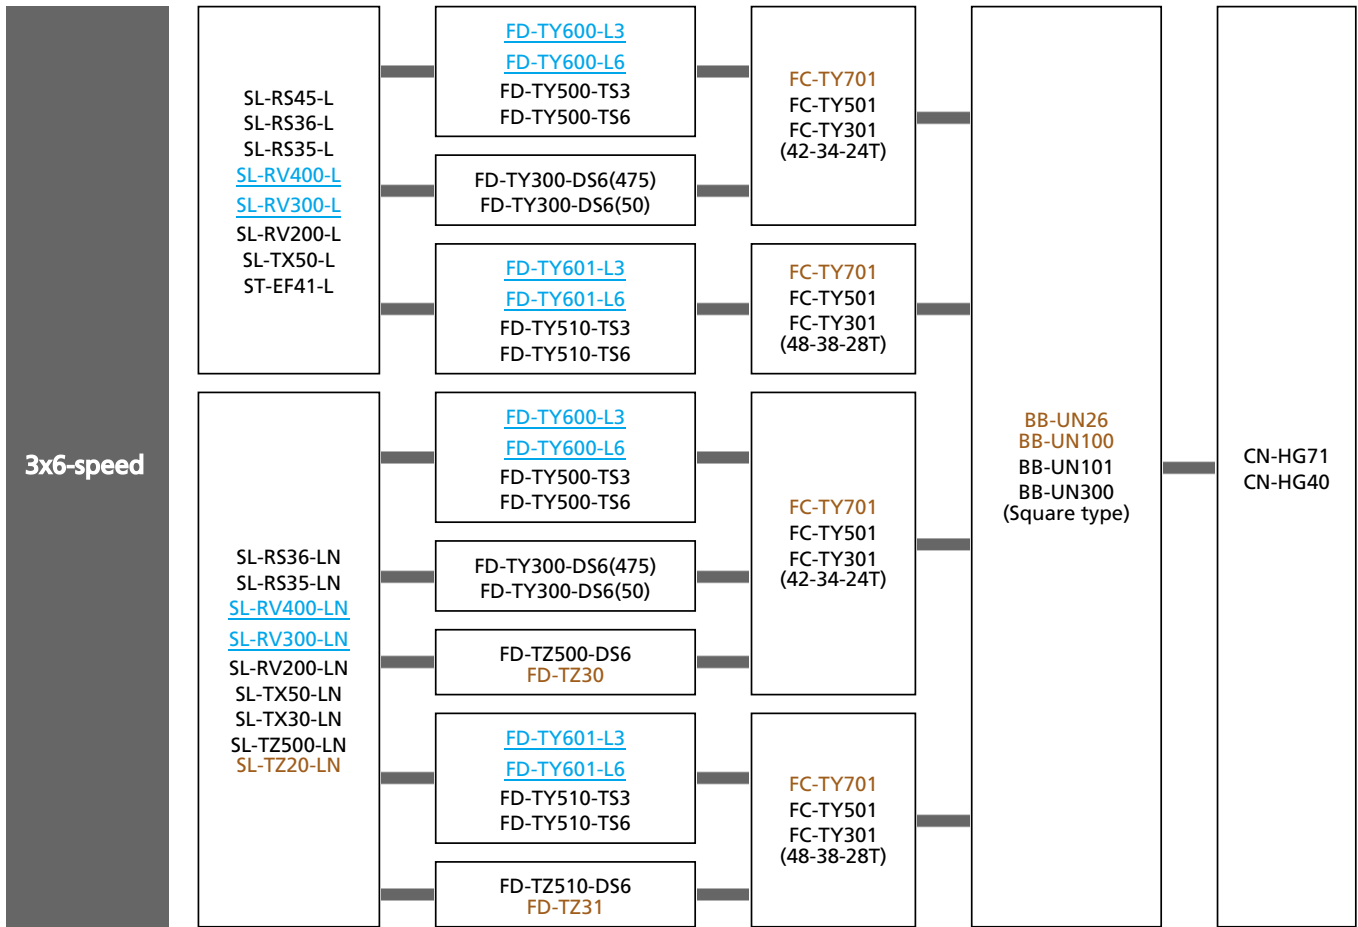 3x6-speed
SL-RS45-L
SL-RS36-L
SL-RS35-L
SL-RV400-L
SL-RV300-L
SL-RV200-L
SL-TX50-L
ST-EF41-L
FD-TY600-L3
FD-TY600-L6
FD-TY500-TS3
FD-TY500-TS6
FD-TY300-DS6(475)
FD-TY300-DS6(50)
FC-TY701
FC-TY501
FC-TY301
(42-34-24T)
FD-TY601-L3
FD-TY601-L6
FD-TY510-TS3
FD-TY510-TS6
FC-TY701
FC-TY501
FC-TY301
(48-38-28T)
SL-RS36-LN
SL-RS35-LN
SL-RV400-LN
SL-RV300-LN
SL-RV200-LN
SL-TX50-LN
SL-TX30-LN
SL-TZ500-LN
SL-TZ20-LN
FD-TY600-L3
FD-TY600-L6
FD-TY500-TS3
FD-TY500-TS6
FD-TY300-DS6(475)
FD-TY300-DS6(50)
FD-TZ500-DS6
FD-TZ30
FC-TY701
FC-TY501
FC-TY301
(42-34-24T)
FD-TY601-L3
FD-TY601-L6
FD-TY510-TS3
FD-TY510-TS6
FD-TZ510-DS6
FD-TZ31
FC-TY701
FC-TY501
FC-TY301
(48-38-28T)
BB-UN26
BB-UN100
BB-UN101
BB-UN300
(Square type)
CN-HG71
CN-HG40